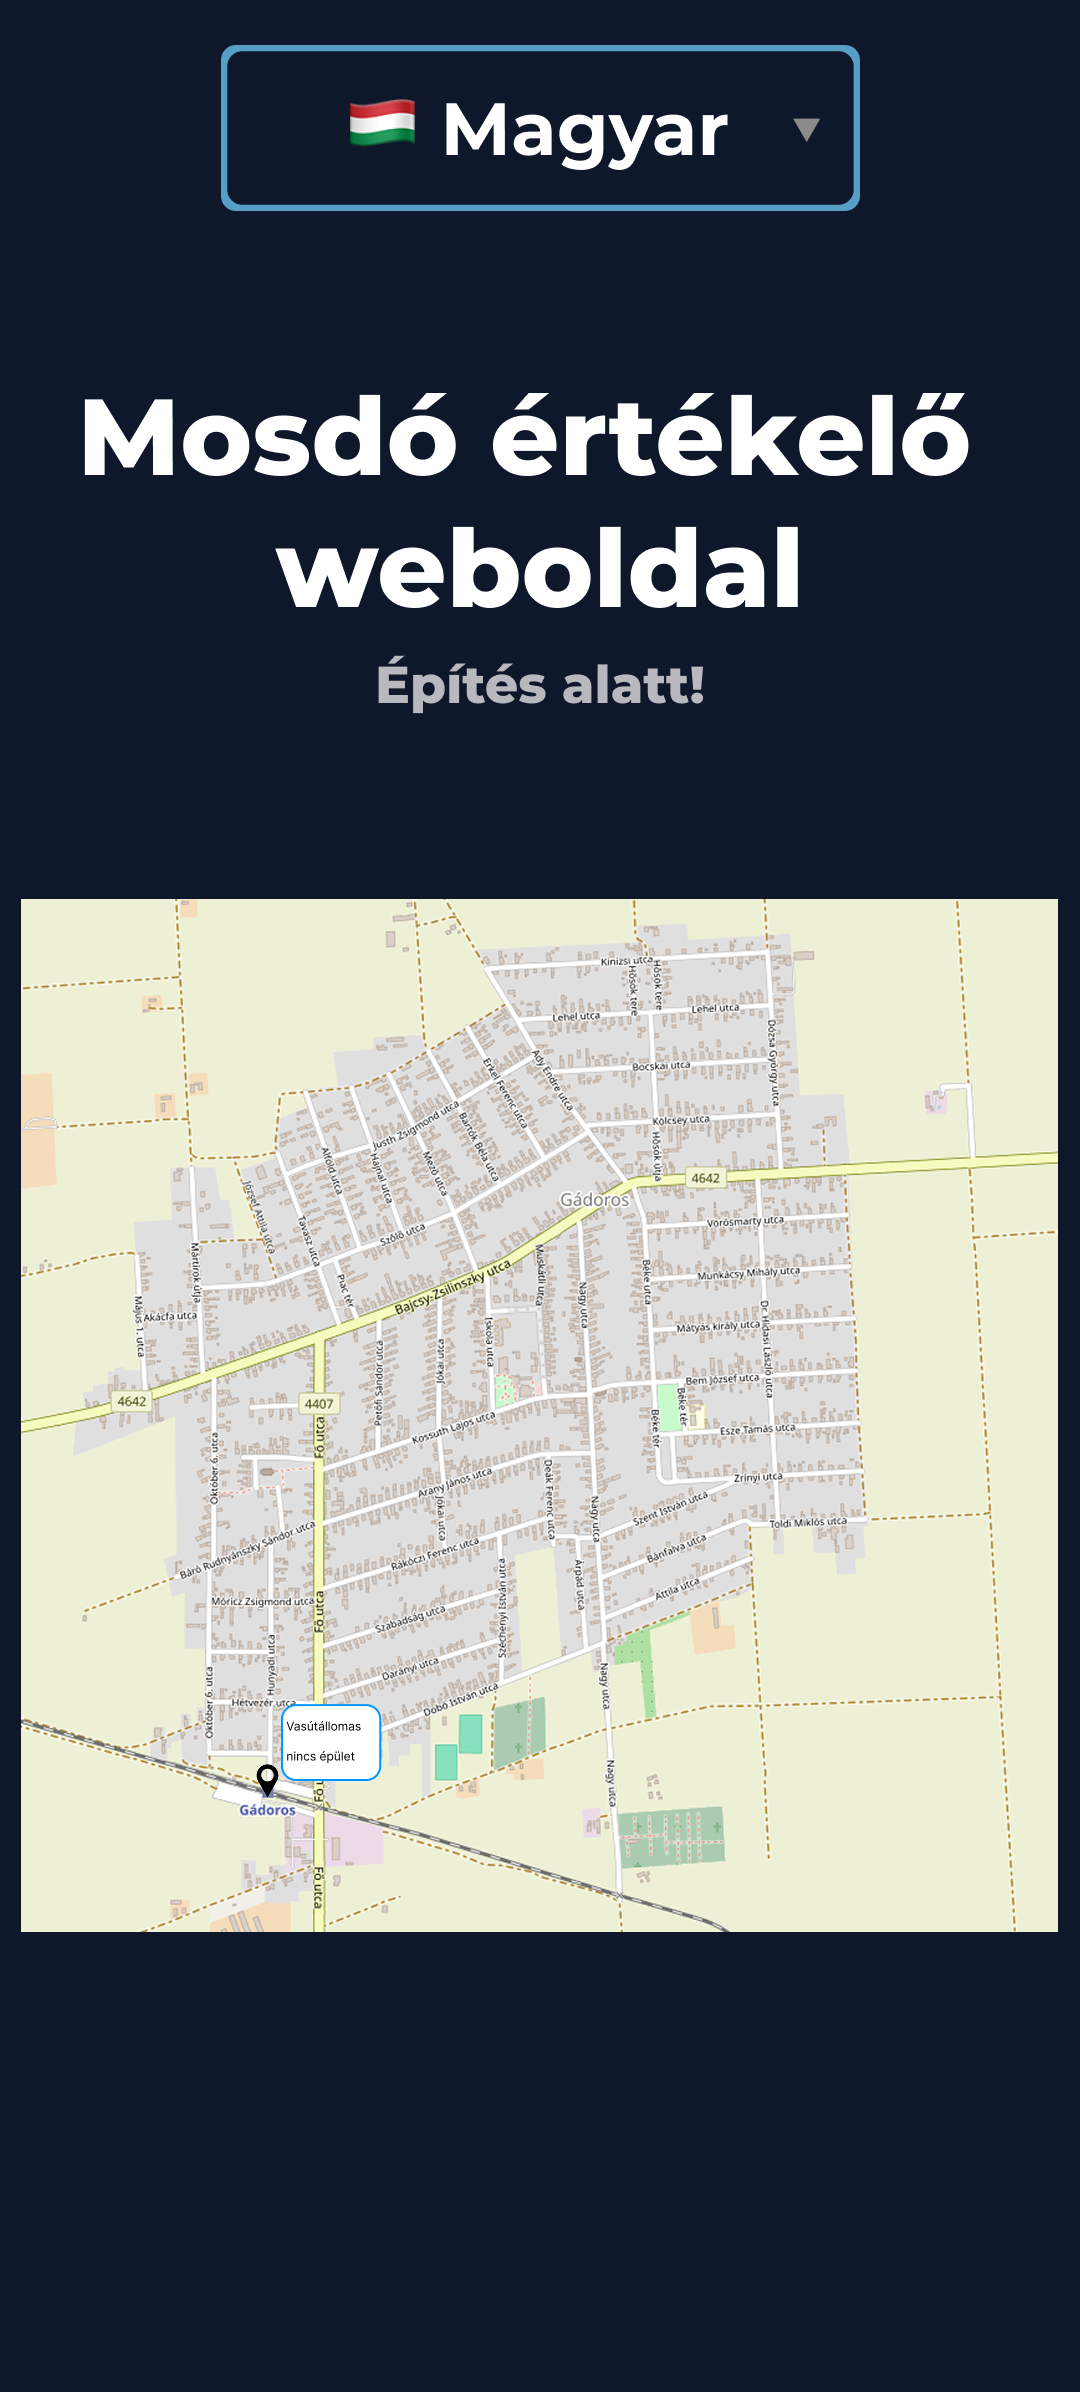 🇭🇺 Magyar ▼
Mosdó értékelő
weboldal
Építés alatt!
Kinizsi utca
Hősök tere
Hősök tere
Lehel utca
Lehel utca
Dózsa György utca
Ady Endre utca
Bocskai utca
Erkel Ferenc utca
Justh Zsigmond utca
Bartók Béla utca
Kölcsey utca
Hősök útja
Alföld utca
Hajnal utca
Mező utca
4642
Gádoros
József Attila utca
Tavasz utca
Szőlő utca
Vörösmarty utca
Mártírok útja
Piac tér
Bajcsy-Zsilinszky utca
Muskátli utca
Nagy utca
Béke utca
Munkácsy Mihály utca
Május 1. utca
Akácfa utca
Iskola utca
Mátyás király utca
Dr. Hidasi László utca
Petőfi Sándor utca
Jókai utca
Bem József utca
4642
4407
Béke tér
Béke tér
Fő utca
Kossuth Lajos utca
Esze Tamás utca
Október 6. utca
Arany János utca
Deák Ferenc utca
Zrínyi utca
Jókai utca
Nagy utca
Szent István utca
Toldi Miklós utca
Báró Rudnyánszky Sándor utca
Rákóczi Ferenc utca
Bánfalva utca
Móricz Zsigmond utca
Fő utca
Szabadság utca
Széchenyi István utca
Árpád utca
Attila utca
Hunyadi utca
Darányi utca
Október 6. utca
Hétvezér utca
Dobó István utca
Nagy utca
Vasútállomas
nincs épület
Nagy utca
Gádoros
Fő utca